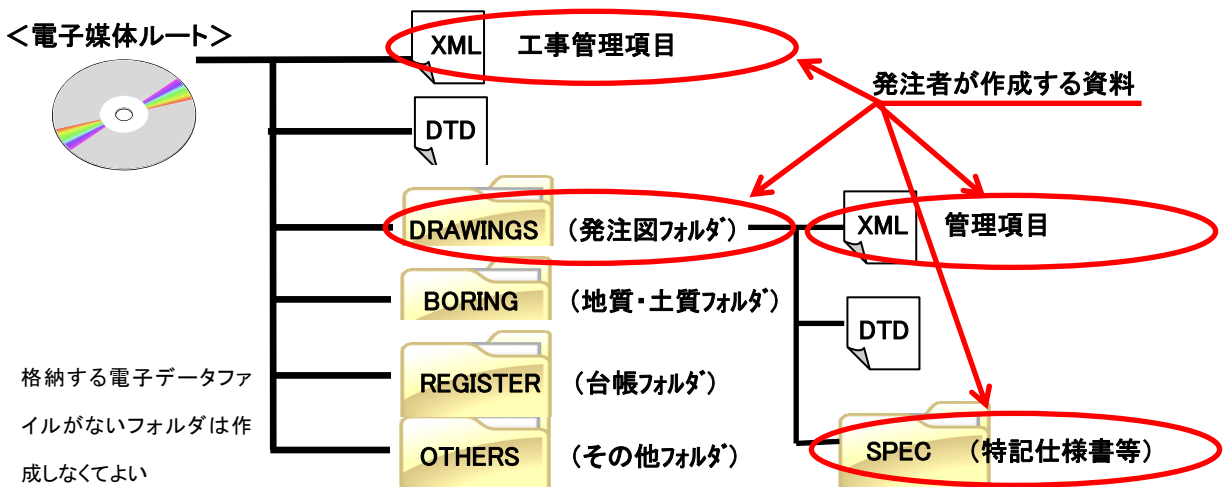 ＜電子媒体ルート＞
XML 工事管理項目
発注者が作成する資料
DTD
DRAWINGS （発注図フォルダ）
XML 管理項目
BORING （地質・土質フォルダ）
DTD
REGISTER （台帳フォルダ）
格納する電子データファ
イルがないフォルダは作
成しなくてよい
OTHERS （その他フォルダ）
SPEC （特記仕様書等）